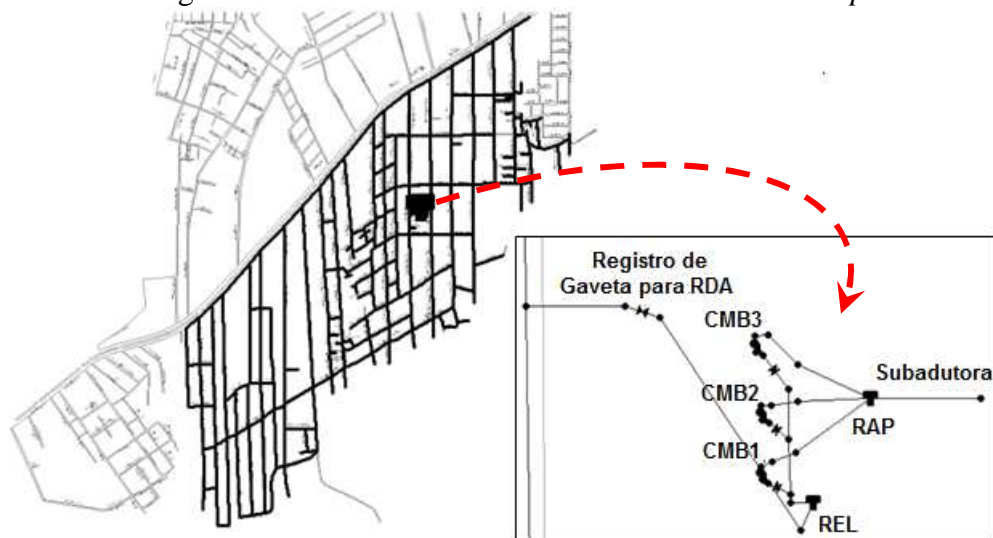 Registro de
Gaveta para RDA
CMB3
Subadutora
CMB2
RAP
CMB1
REL